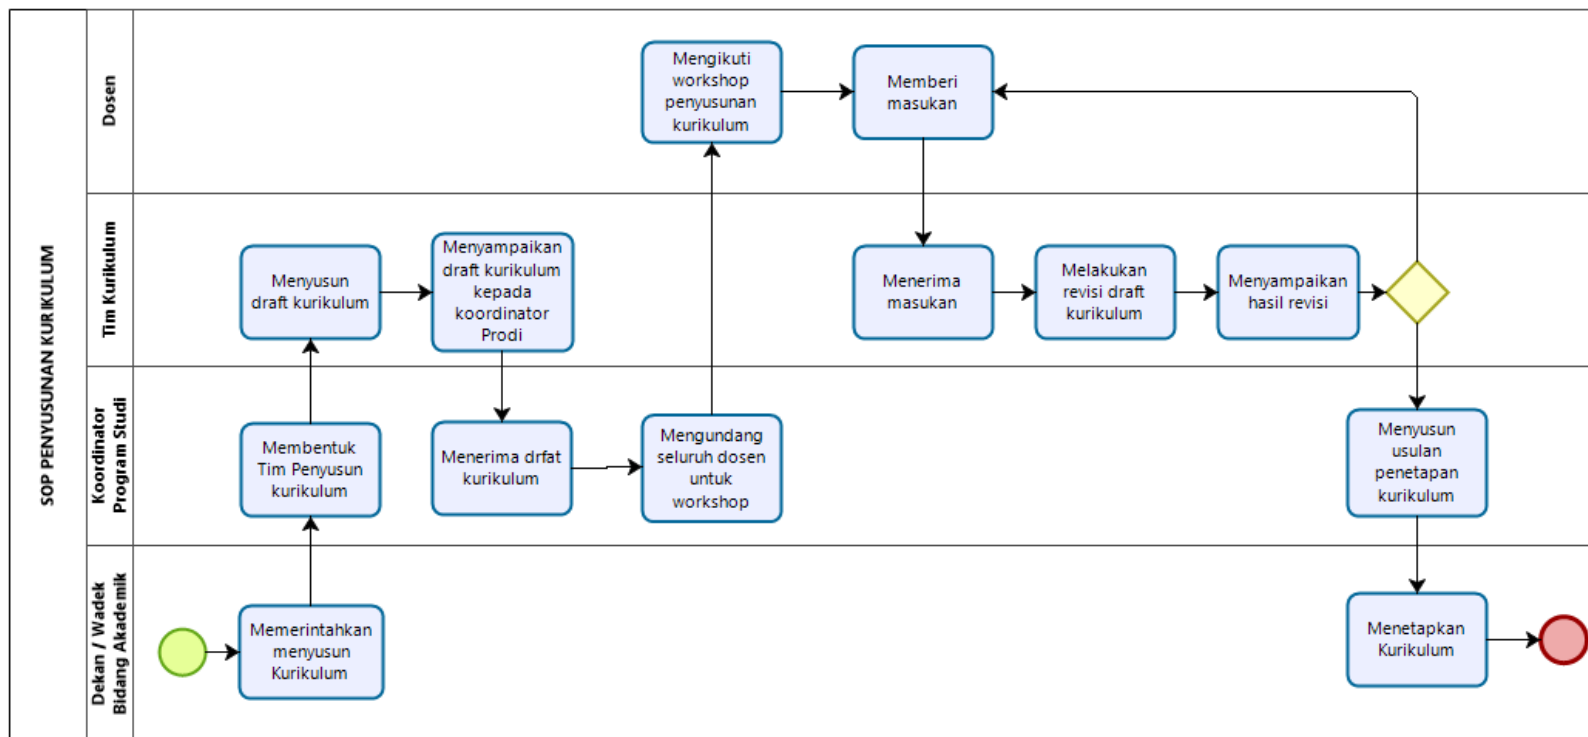 SOP PENYUSUNAN KURIKULUM
Dosen
Mengikuti
workshop
penyusunan
kurikulum
Memberi
masukan
Tim Kurikulum
Menyusun
draft kurikulum
Menyampaikan
draft kurikulum
kepada
koordinator
Prodi
Menerima
masukan
Melakukan
revisi draft
kurikulum
Menyampaikan
hasil revisi
Koordinator
Program Studi
Membentuk
Tim Penyusun
kurikulum
Menerima drfat
kurikulum
Mengundang
seluruh dosen
untuk
workshop
Menyusun
usulan
penetapan
kurikulum
Dekan / Wadek
Bidang Akademik
Memerintahkan
menyusun
Kurikulum
Menetapkan
Kurikulum